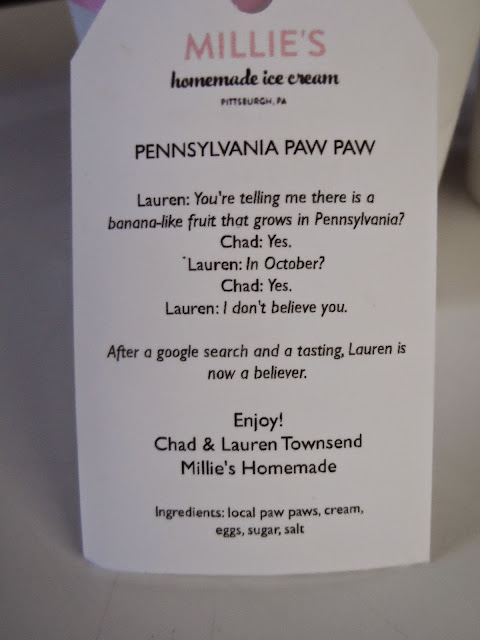 MILLIE'S
homemade ice cream
PITTSBURGH, PA
PENNSYLVANIA PAW PAW
Lauren: You're telling me there is a
banana-like fruit that grows in Pennsylvania?
Chad: Yes.
Lauren: In October?
Chad: Yes.
Lauren: I don't believe you.
After a google search and a tasting, Lauren is
now a believer.
Enjoy!
Chad & Lauren Townsend
Millie's Homemade
Ingredients: local paw paws, cream,
eggs, sugar, salt